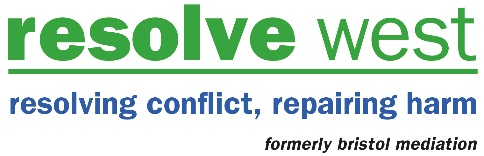 resolve west
resolving conflict, repairing harm
formerly bristol mediation